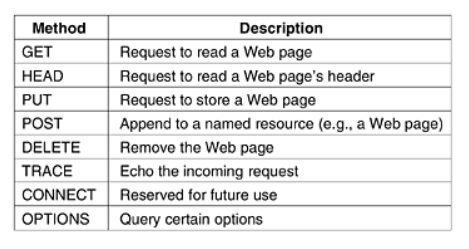 Method Description
GET Request to read a Web page
HEAD Request to read a Web page's header
PUT Request to store a Web page
POST Append to a named resource (e.g., a Web page)
DELETE Remove the Web page
TRACE Echo the incoming request
CONNECT Reserved for future use
OPTIONS Query certain options